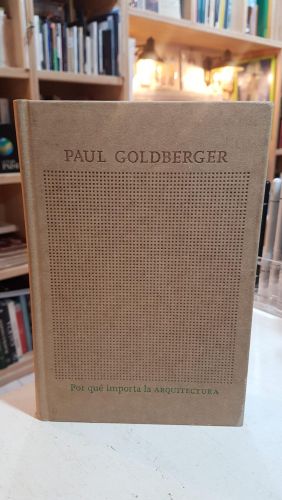 PAUL GOLDBERGER
Por qué importa la ARQUITECTURA